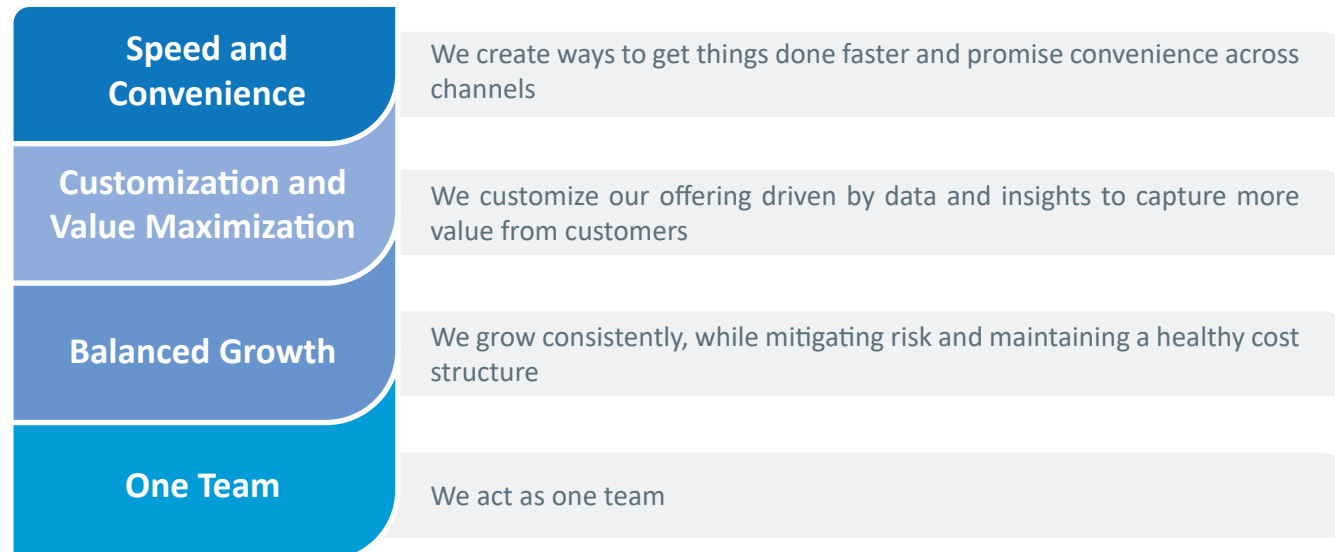 Speed and
Convenience
We create ways to get things done faster and promise convenience across
channels
Customization and
Value Maximization
We customize our offering driven by data and insights to capture more
value from customers
Balanced Growth
We grow consistently, while mitigating risk and maintaining a healthy cost
structure
One Team
We act as one team